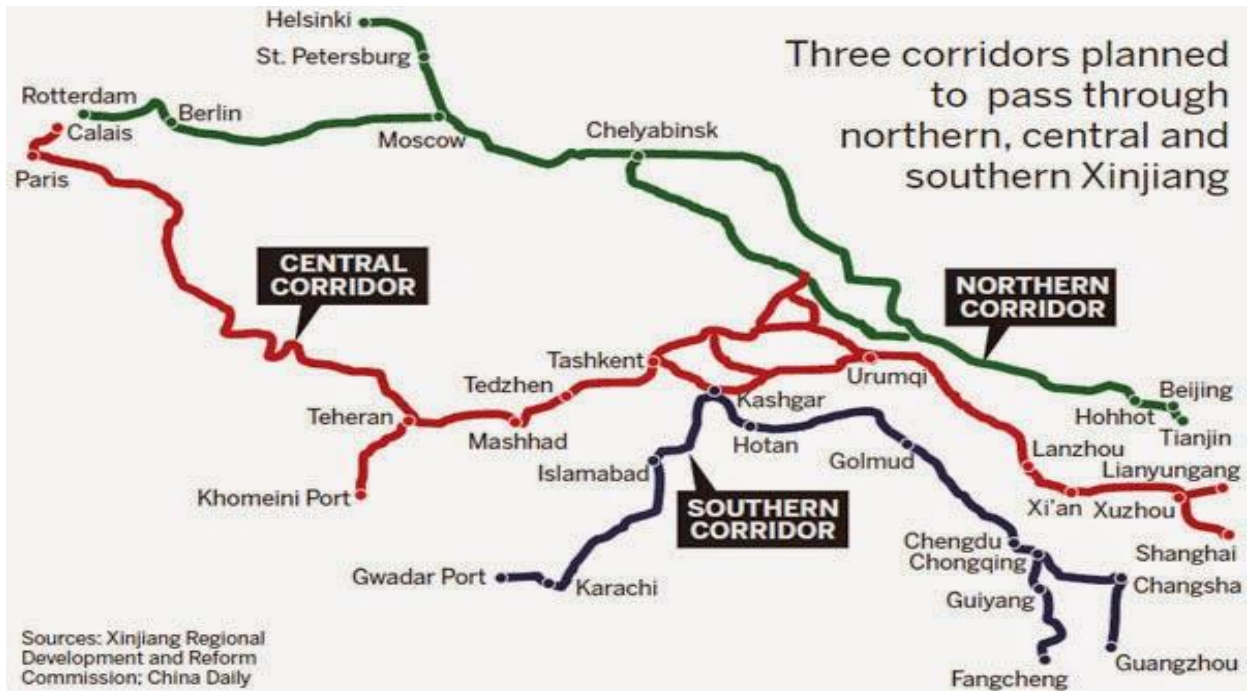 Three corridors planned
to pass through
northern, central and
southern Xinjiang
Helsinki
St. Petersburg
Rotterdam
Berlin
Calais
Moscow
Chelyabinsk
Paris
CENTRAL
CORRIDOR
NORTHERN
CORRIDOR
Tashkent
Urumqi
Tedzhen
Kashgar
Beijing
Teheran
Hohhot
Mashhad
Hotan
Tianjin
Golmud
Lanzhou
Islamabad
Lianyungang
Khomeini Port
Xi'an
Xuzhou
SOUTHERN
CORRIDOR
Chengdu
Shanghai
Chongqing
Gwadar Port
Karachi
Changsha
Guiyang
Sources: Xinjiang Regional
Development and Reform
Commission; China Daily
Guangzhou
Fangcheng